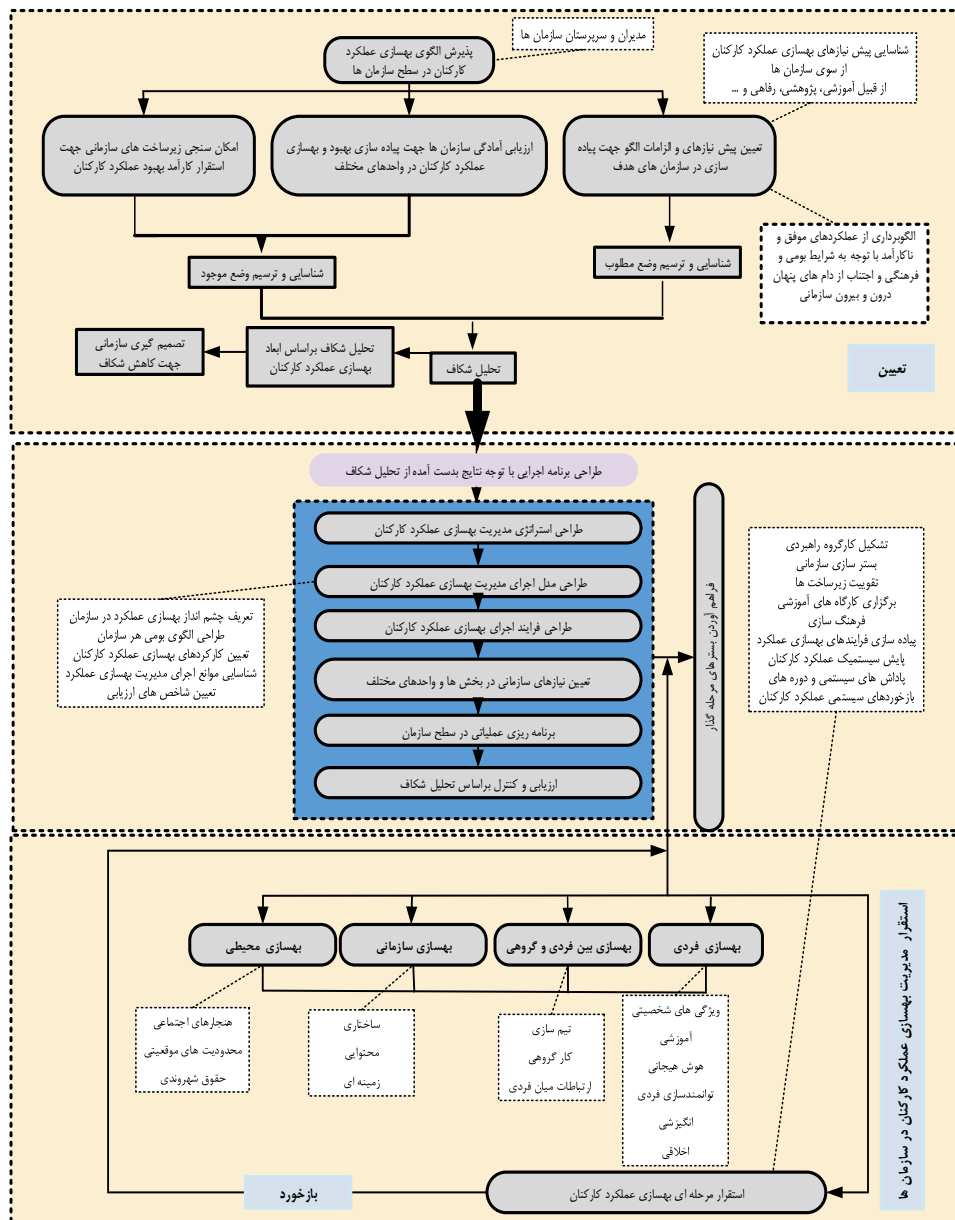 مدیران و سرپرستان سازمان ها
پذیرش الگوی بهسازی عملکرد
کارکنان در سطح سازمان ها
شناسایی پیش نیازهای بهسازی عملکرد کارکنان
از سوی سازمان ها
از قبیل آموزشی، پژوهشی، رفاهی و ...
تعیین پیش نیازهای و الزامات الگو جهت پیاده
سازی در سازمان های هدف
ارزیابی آمادگی سازمان ها جهت پیاده سازی بهبود و بهسازی
عملکرد کارکنان در واحدهای مختلف
امکان سنجی زیرساخت های سازمانی جهت
استقرار کارآمد بهبود عملکرد کارکنان
الگوبرداری از عملکردهای موفق و
ناکارآمد با توجه به شرایط بومی و
فرهنگی و اجتناب از دام های پنهان
درون و بیرون سازمانی
شناسایی و ترسیم وضع مطلوب
شناسایی و ترسیم وضع موجود
تحلیل شکاف
تحلیل شکاف براساس ابعاد
بهسازی عملکرد کارکنان
تصمیم گیری سازمانی
جهت کاهش شکاف
تعیین
طراحی برنامه اجرایی با توجه نتایج بدست آمده از تحلیل شکاف
طراحی استراتژی مدیریت بهسازی عملکرد کارکنان
طراحی مدل اجرای مدیریت بهسازی عملکرد کارکنان
طراحی فرایند اجرای بهسازی عملکرد کارکنان
تعیین نیازهای سازمانی در بخش ها و واحدهای مختلف
برنامه ریزی عملیاتی در سطح سازمان
ارزیابی و کنترل براساس تحلیل شکاف
فراهم آوردن بسترهای مرحله گذار
تشکیل کارگروه راهبردی
بستر سازی سازمانی
تقوییت زیرساخت ها
برگزاری کارگاه های آموزشی
فرهنگ سازی
پیاده سازی فرایندهای بهسازی عملکرد
پایش سیستمیک عملکرد کارکنان
پاداش های سیستمی و دوره های
بازخوردهای سیستمی عملکرد کارکنان
تعریف چشم انداز بهسازی عملکرد در سازمان
طراحی الگوی بومی هر سازمان
تعیین کارکردهای بهسازی عملکرد کارکنان
شناسایی موانع اجرای مدیریت بهسازی عملکرد
تعیین شاخص های ارزیابی
استقرار مدیریت بهسازی عملکرد کارکنان در سازمان ها
بهسازی فردی
بهسازی بین فردی و گروهی
بهسازی سازمانی
بهسازی محیطی
ویژگی های شخصیتی
آموزشی
هوش هیجانی
توانمندسازی فردی
انگیزشی
اخلاقی
تیم سازی
کار گروهی
ارتباطات میان فردی
ساختاری
محتوایی
زمینه ای
هنجارهای اجتماعی
محدودیت های موقعیتی
حقوق شهروندی
استقرار مرحله ای بهسازی عملکرد کارکنان
بازخورد